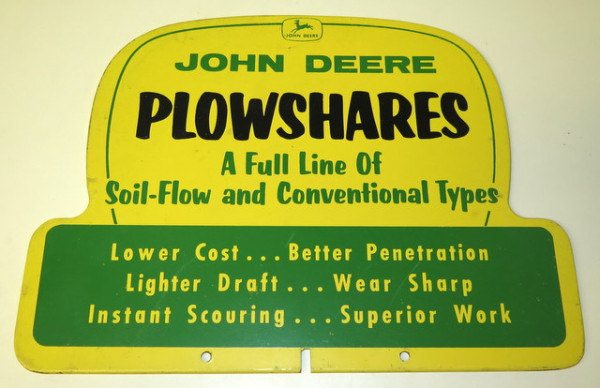 JOHN DEERE
JOHN DEERE
PLOWSHARES
A Full Line Of
Soil-Flow and Conventional Types
Lower Cost... Better Penetration
Lighter Draft... Wear Sharp
Instant Scouring... Superior Work